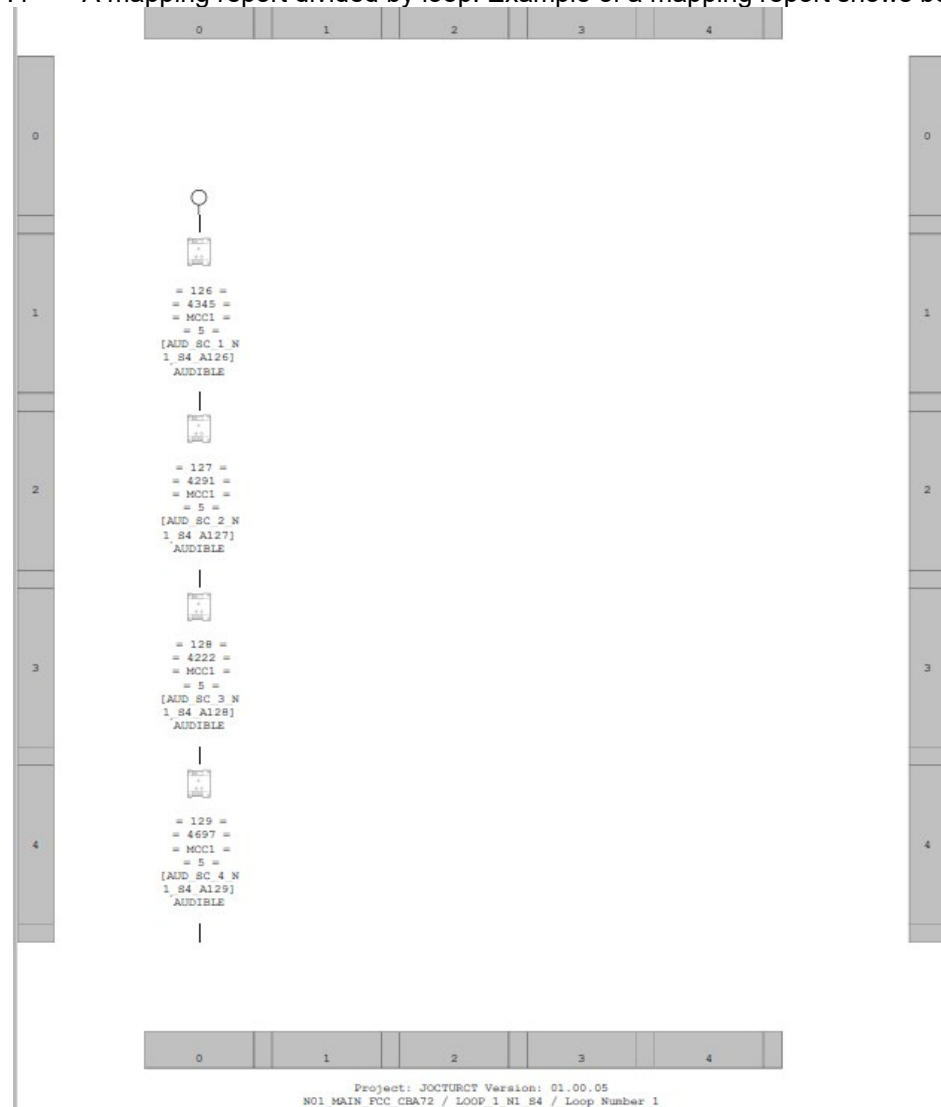 A mapping report divided by loop. Example of a mapping report shows
0 1 2 3 4
0 0
= 126 =
= 4345 =
= MCC1 =
= 5 =
[AUD_SC_1_N
1_S4_A126]
AUDIBLE
1 1
= 127 =
= 4291 =
= MCC1 =
= 5 =
[AUD_SC_2_N
1_S4_A127]
AUDIBLE
2 2
= 128 =
= 4222 =
= MCC1 =
= 5 =
[AUD_SC_3_N
1_S4_A128]
AUDIBLE
3 3
= 129 =
= 4697 =
= MCC1 =
= 5 =
[AUD_SC_4_N
1_S4_A129]
AUDIBLE
4 4
0 1 2 3 4
Project: JOCTURCT Version: 01.00.05
N01_MAIN_FCC_CBA72 / LOOP_1_N1_S4 / Loop Number 1